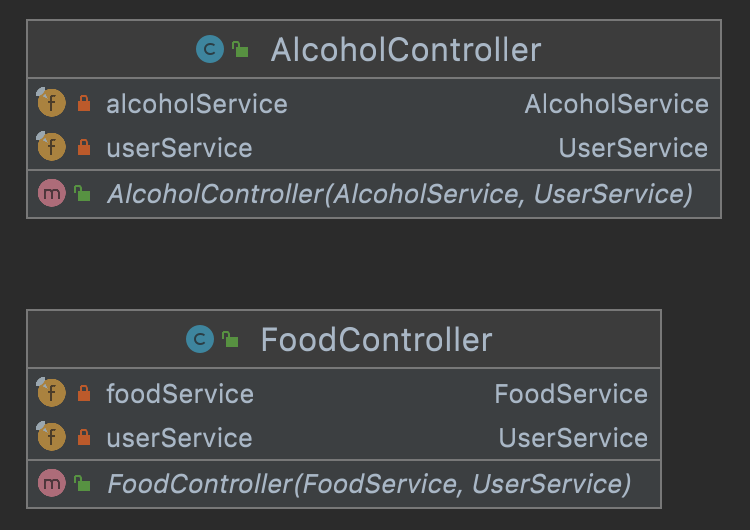 AlcoholController
alcoholService AlcoholService
userService UserService
AlcoholController(AlcoholService, UserService)
FoodController
foodService FoodService
userService UserService
FoodController(FoodService, UserService)